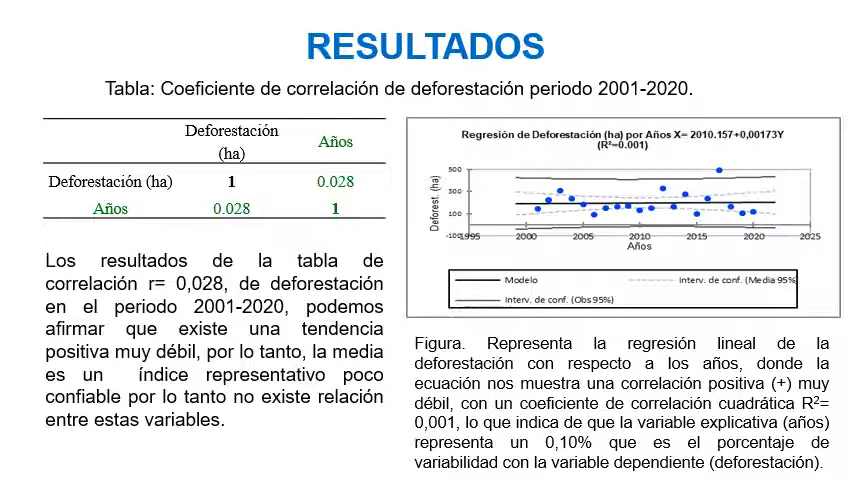 RESULTADOS
Tabla: Coeficiente de correlación de deforestación periodo 2001-2020.
Deforestación
(ha)
Años
Deforestación (ha) 1 0.028
Años 0.028 1
Los resultados de la tabla de
correlación r= 0,028, de deforestación
en el periodo 2001-2020, podemos
afirmar que existe una tendencia
positiva muy débil, por lo tanto, la media
es un índice representativo poco
confiable por lo tanto no existe relación
entre estas variables.
Regresión de Deforestación (ha) por Años X= 2010.157+0,00173Y
(R²=0.001)
Deforest. (ha)
500
300
100
-100
1995 2000 2005 2010 2015 2020 2025
Años
Modelo
Interv. de conf. (Media 95%
Interv. de conf. (Obs 95%)
Figura. Representa la regresión lineal de la
deforestación con respecto a los años, donde la
ecuación nos muestra una correlación positiva (+) muy
débil, con un coeficiente de correlación cuadrática R²=
0,001, lo que indica de que la variable explicativa (años)
representa un 0,10% que es el porcentaje de
variabilidad con la variable dependiente (deforestación).